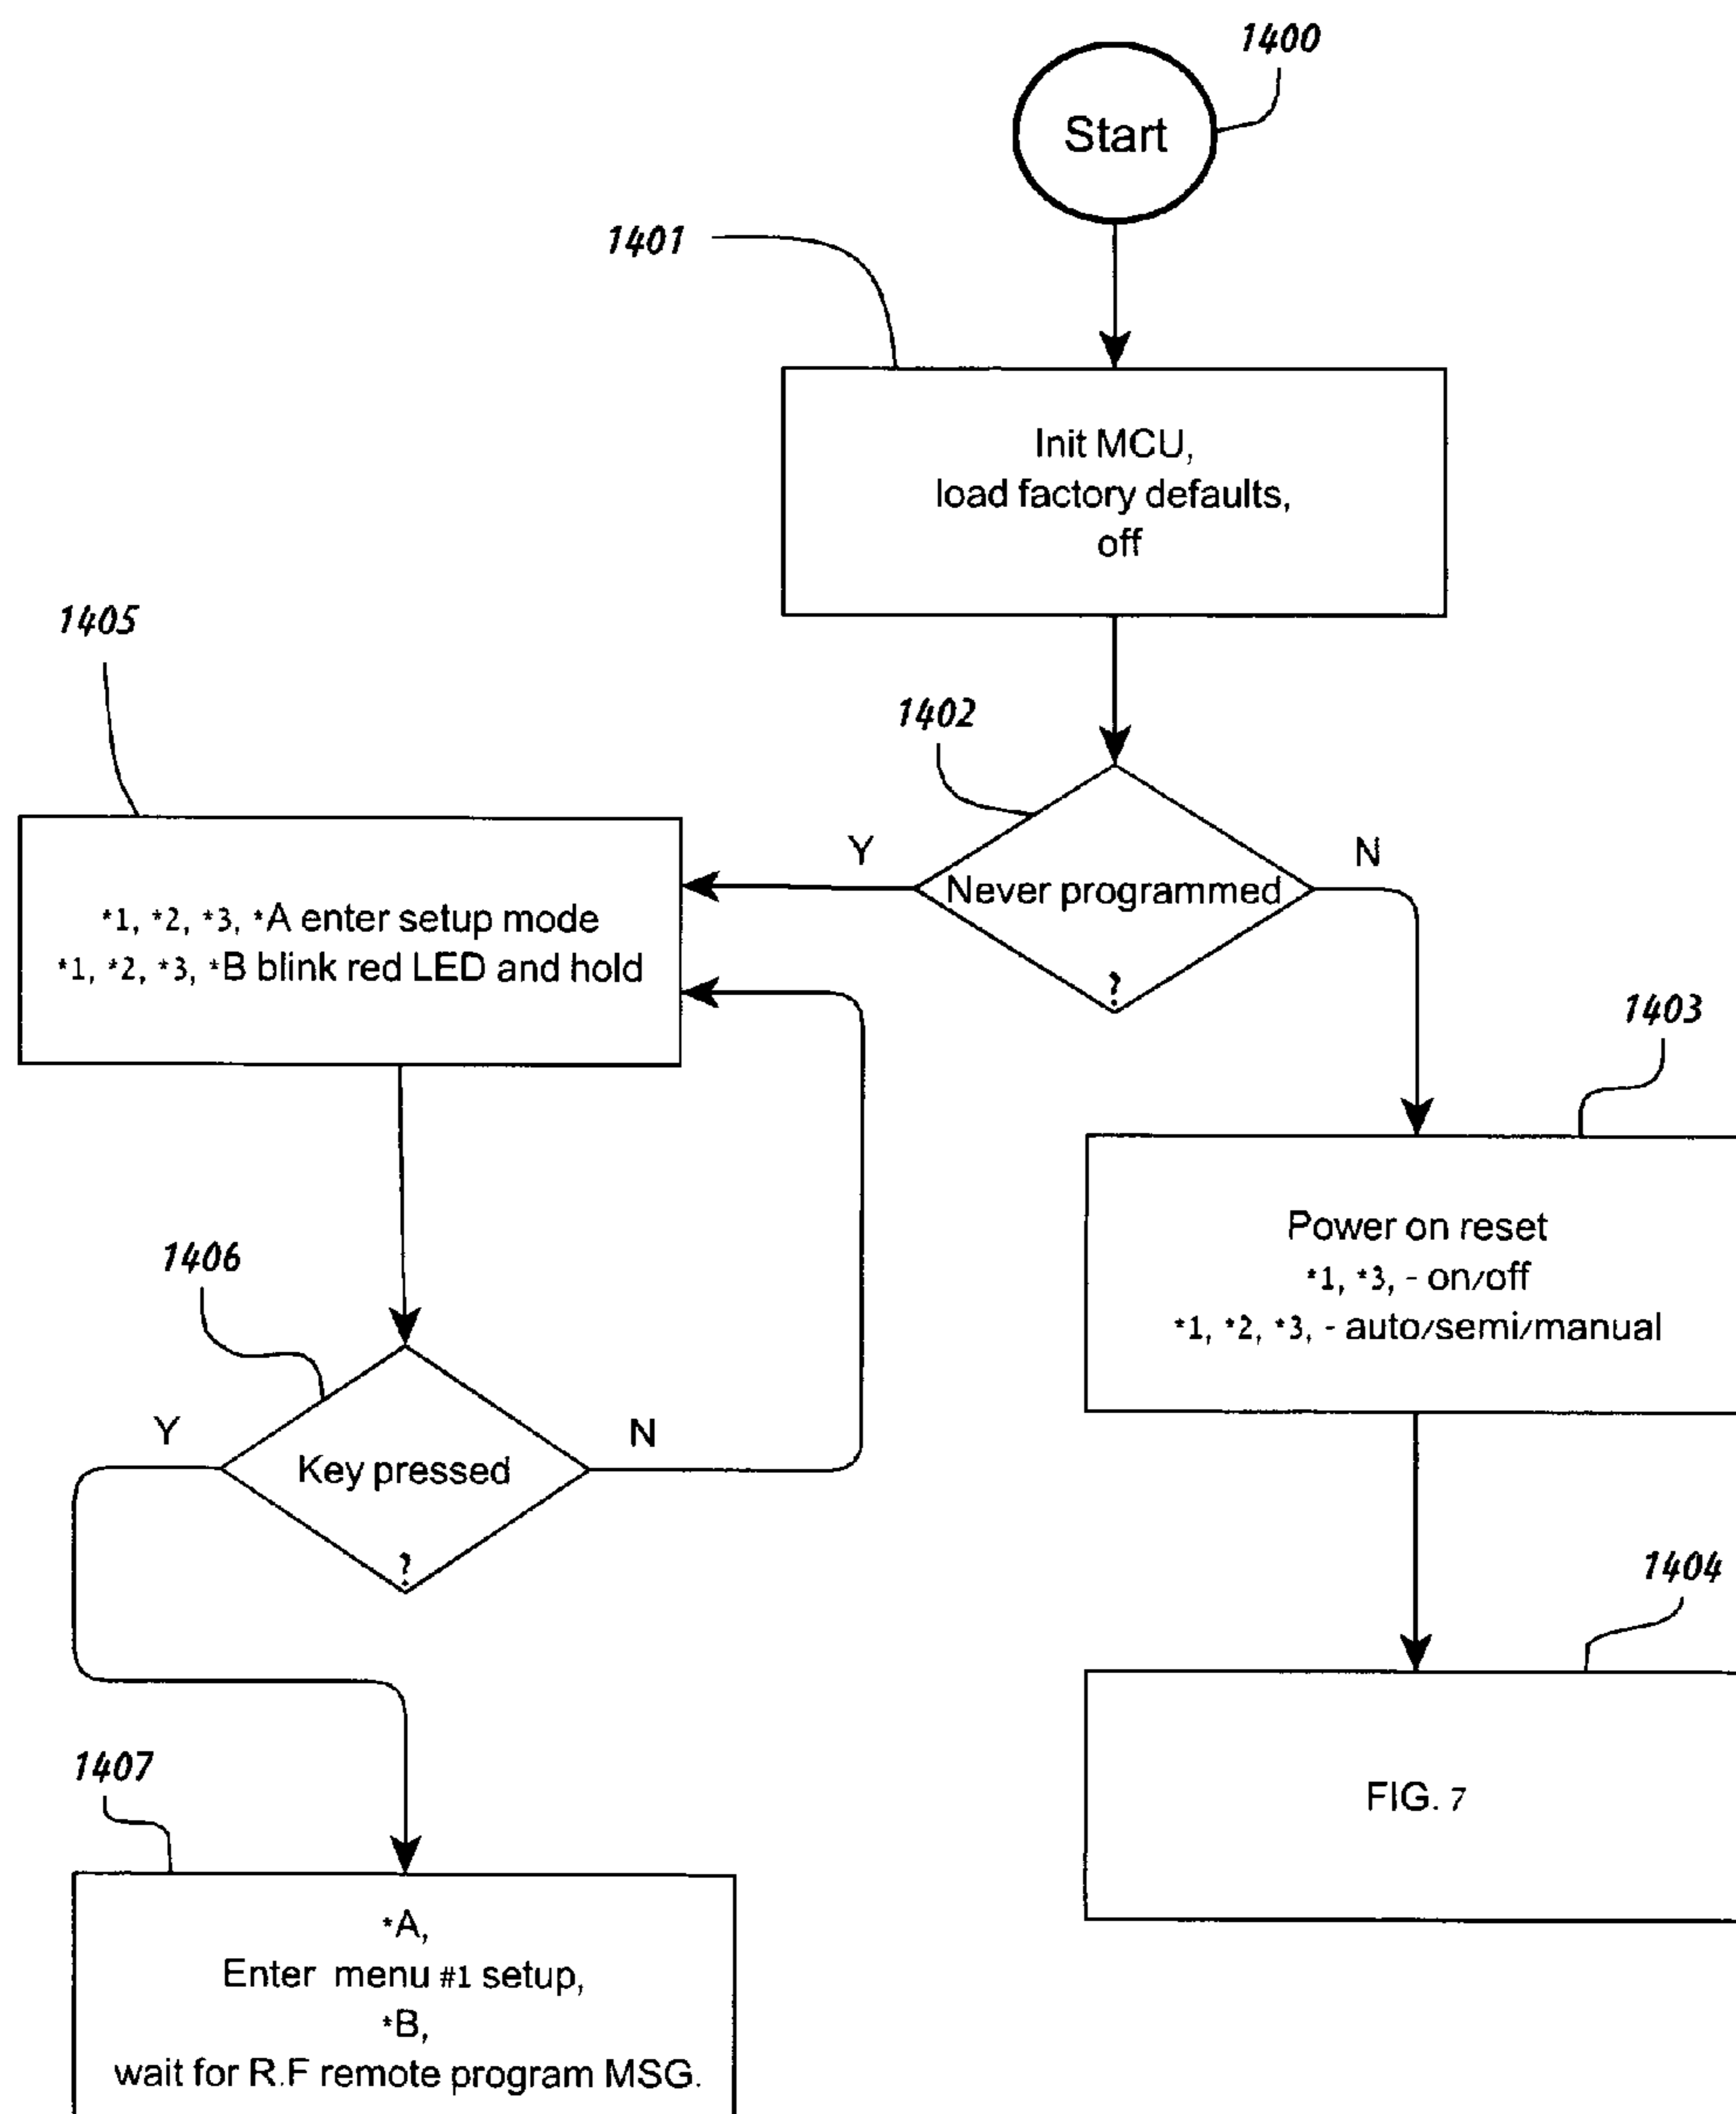 1400
Start
1401
Init MCU,
load factory defaults,
off
1405
1402
Y
N
Never programmed
?
*1, *2, *3, *A enter setup mode
*1, *2, *3, *B blink red LED and hold
1403
Power on reset
*1, *3, - on/off
*1, *2, *3, - auto/semi/manual
1406
Y
N
Key pressed
?
1404
FIG. 7
1407
*A,
Enter menu #1 setup,
*B,
wait for R.F remote program MSG.